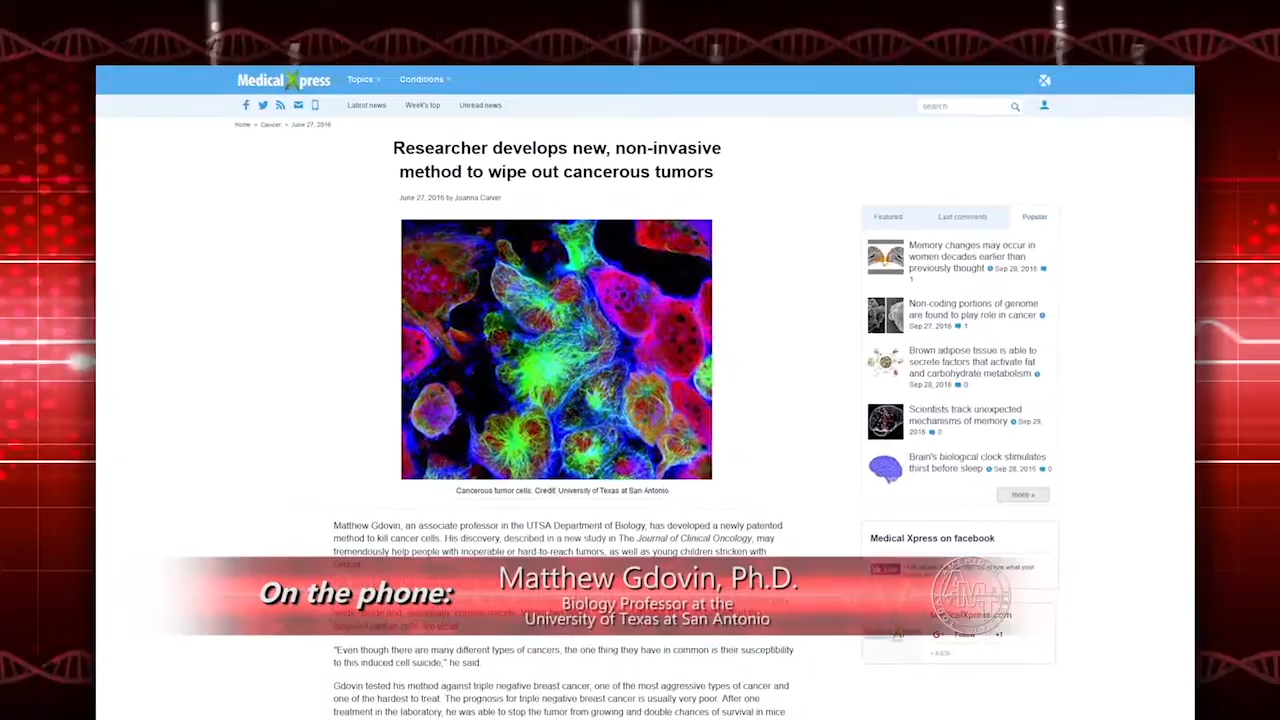 MedicalXpress
Topics
Conditions
Latest news
Week's top
Unread news
search
Home > Cancer > June 27, 2016
Researcher develops new, non-invasive
method to wipe out cancerous tumors
June 27, 2016 by Joanna Carver
Cancerous tumor cells. Credit: University of Texas at San Antonio
Matthew Gdovin, an associate professor in the UTSA Department of Biology, has developed a newly patented
method to kill cancer cells. His discovery, described in a new study in The Journal of Clinical Oncology, may
tremendously help people with inoperable or hard-to-reach tumors, as well as young children stricken with
cancer.
On the phone:
Matthew Gdovin, Ph.D.
Biology Professor at the
University of Texas at San Antonio
"Even though there are many different types of cancers, the one thing they have in common is their susceptibility
to this induced cell suicide," he said.
Gdovin tested his method against triple negative breast cancer, one of the most aggressive types of cancer and
one of the hardest to treat. The prognosis for triple negative breast cancer is usually very poor. After one
treatment in the laboratory, he was able to stop the tumor from growing and double chances of survival in mice.
Featured
Last comments
Popular
Memory changes may occur in
women decades earlier than
previously thought Sep 28, 2016
1
Non-coding portions of genome
are found to play role in cancer
Sep 27, 2016 1
Brown adipose tissue is able to
secrete factors that activate fat
and carbohydrate metabolism
Sep 28, 2016 0
Scientists track unexpected
mechanisms of memory Sep 29,
2016 0
Brain's biological clock stimulates
thirst before sleep Sep 28, 2016 0
more »
Medical Xpress on facebook